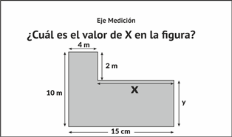 Eje Medición
¿Cuál es el valor de X en la figura?
4 m
2 m
10 m
X
y
15 cm